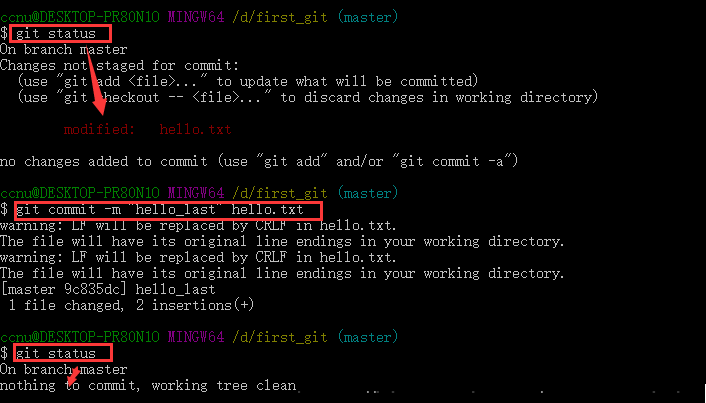 ccnu@DESKTOP-PR80N1O MINGW64 /d/first_git (master)
$ git status
On branch master
Changes not staged for commit:
  (use "git add <file>..." to update what will be committed)
  (use "git checkout -- <file>..." to discard changes in working directory)
        modified:   hello.txt
no changes added to commit (use "git add" and/or "git commit -a")
ccnu@DESKTOP-PR80N1O MINGW64 /d/first_git (master)
$ git commit -m "hello_last" hello.txt
warning: LF will be replaced by CRLF in hello.txt.
The file will have its original line endings in your working directory.
warning: LF will be replaced by CRLF in hello.txt.
The file will have its original line endings in your working directory.
[master 9c835dc] hello_last
 1 file changed, 2 insertions(+)
ccnu@DESKTOP-PR80N1O MINGW64 /d/first_git (master)
$ git status
On branch master
nothing to commit, working tree clean